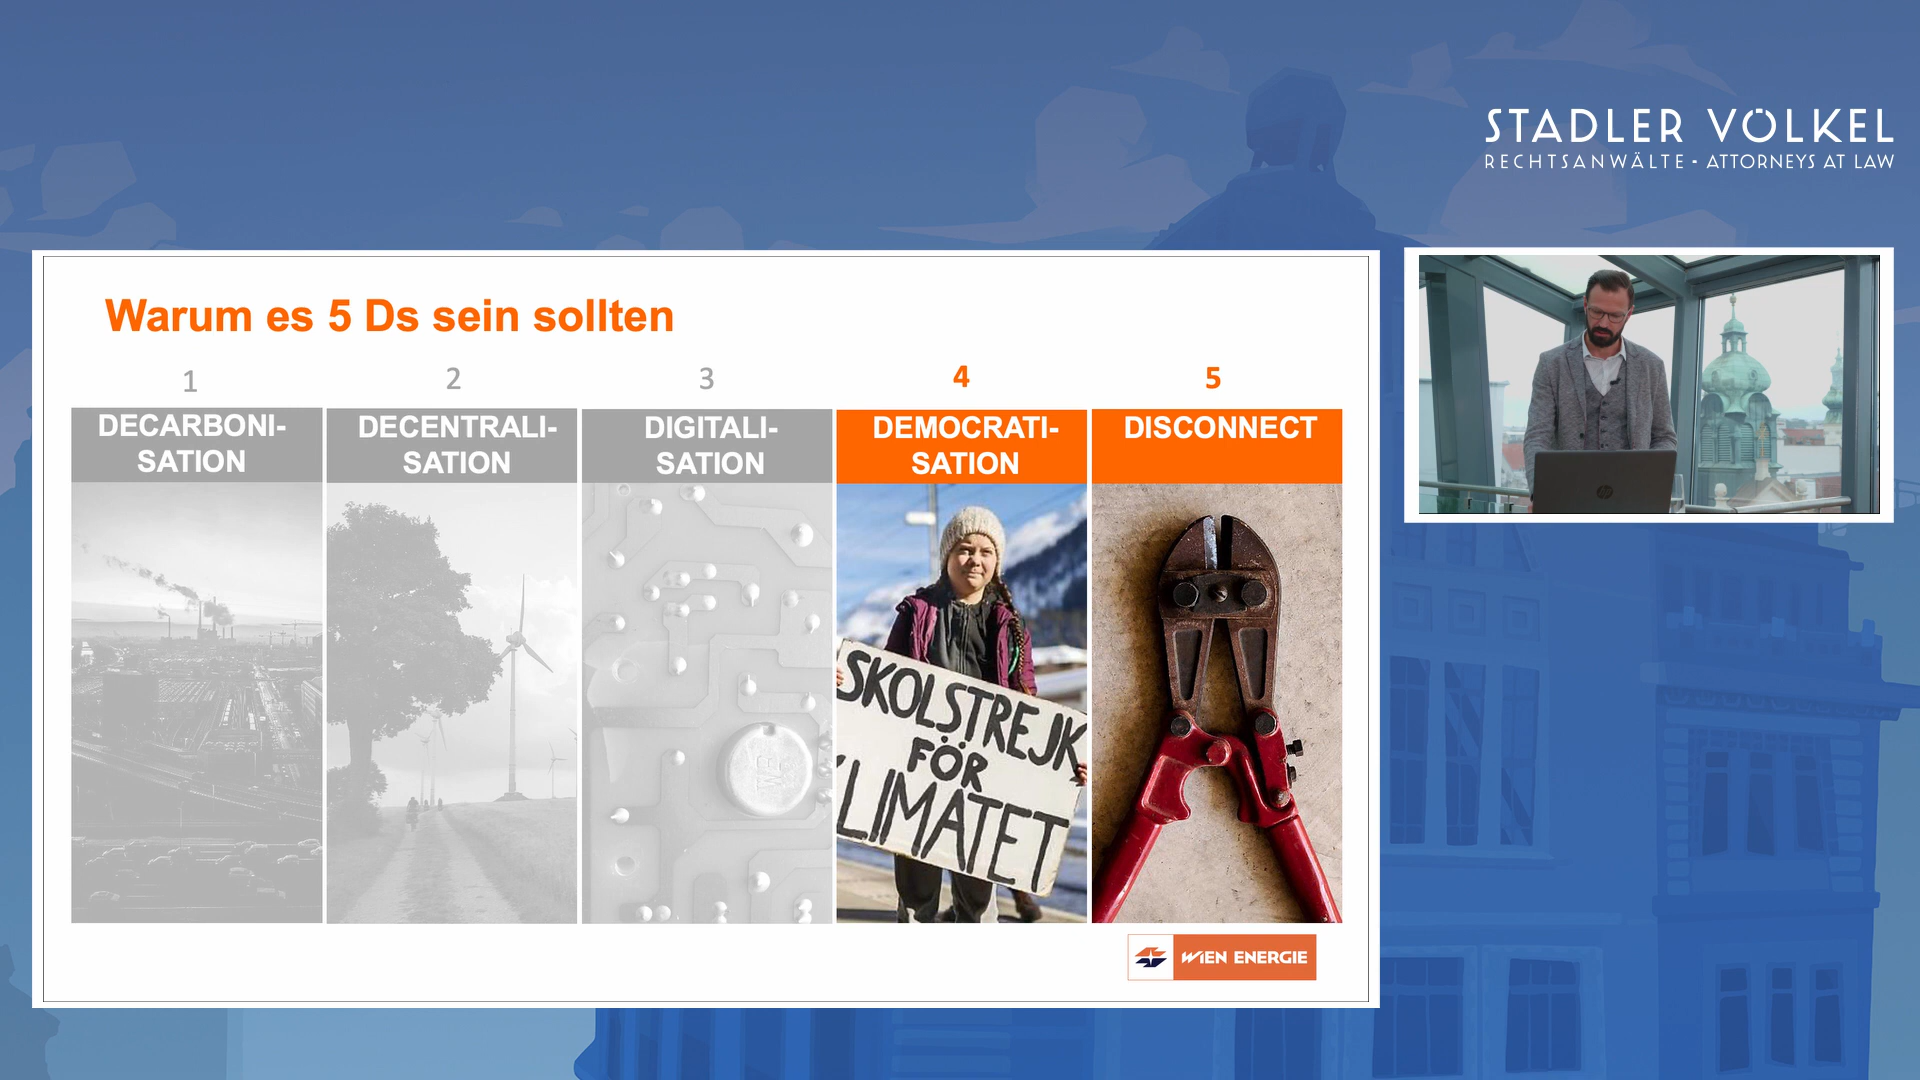 STADLER VÖLKEL
RECHTSANWÄLTE - ATTORNEYS AT LAW
Warum es 5 Ds sein sollten
1
DECARBONI-
SATION
2
DECENTRALI-
SATION
3
DIGITALI-
SATION
4
DEMOCRATI-
SATION
5
DISCONNECT
SKOLSTREJK
FÖR
KLIMATET
WIEN ENERGIE
hp